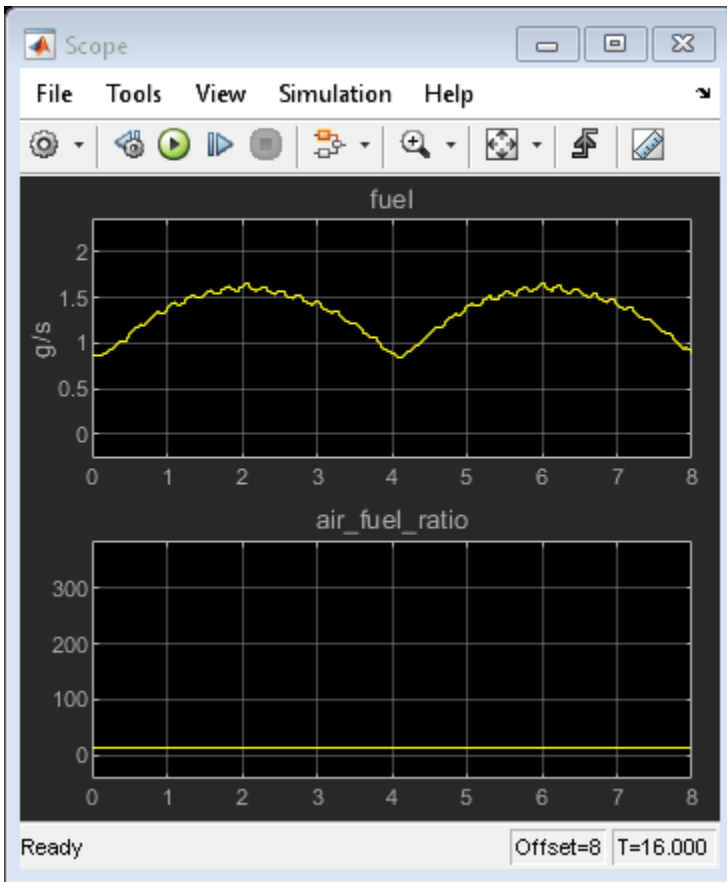 Scope
File Tools View Simulation Help
fuel
2
1.5
1
0.5
0
g/s
0 1 2 3 4 5 6 7 8
air_fuel_ratio
300
200
100
0
0 1 2 3 4 5 6 7 8
Ready Offset=8 T=16.000